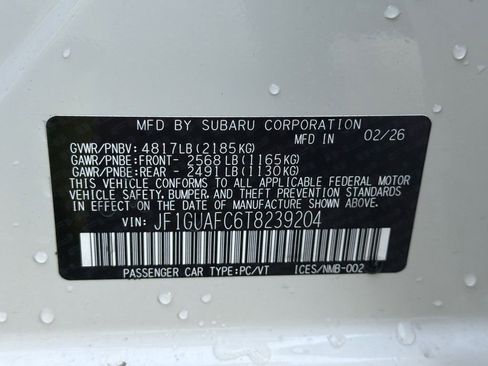 MFD BY SUBARU CORPORATION
GVWR/PNBV: 4817LB(2185KG) MFD IN 02/26
GAWR/PNBE:FRONT- 2568LB(1165KG)
GAWR/PNBE:REAR - 2491LB(1130KG)
THIS VEHICLE CONFORMS TO ALL APPLICABLE FEDERAL MOTOR
VEHICLE SAFETY, BUMPER, AND THEFT PREVENTION STANDARDS
IN EFFECT ON THE DATE OF MANUFACTURE SHOWN ABOVE.
VIN: JF1GUAFC6T8239204
PASSENGER CAR TYPE:PC/VT ICES/NMB-002